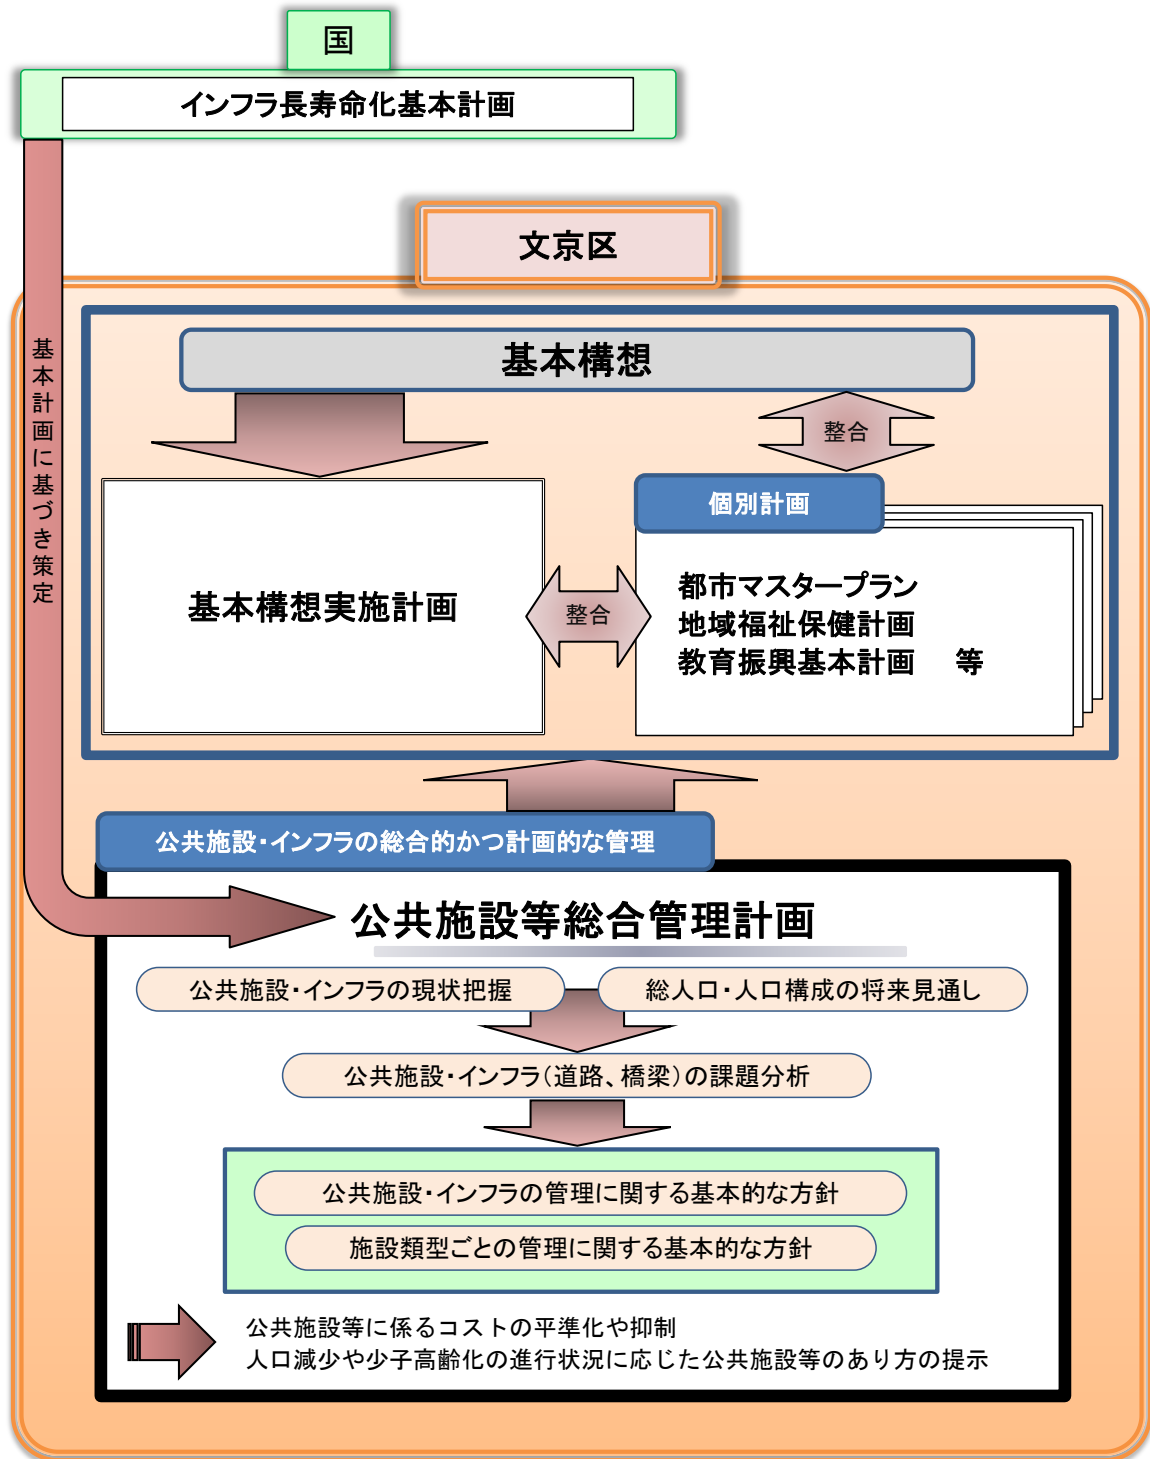 国
インフラ長寿命化基本計画
文京区
基本計画に基づき策定
基本構想
整合
個別計画
基本構想実施計画
整合
都市マスタープラン
地域福祉保健計画
教育振興基本計画 等
公共施設・インフラの総合的かつ計画的な管理
公共施設等総合管理計画
公共施設・インフラの現状把握
総人口・人口構成の将来見通し
公共施設・インフラ(道路、橋梁)の課題分析
公共施設・インフラの管理に関する基本的な方針
施設類型ごとの管理に関する基本的な方針
公共施設等に係るコストの平準化や抑制
人口減少や少子高齢化の進行状況に応じた公共施設等のあり方の提示